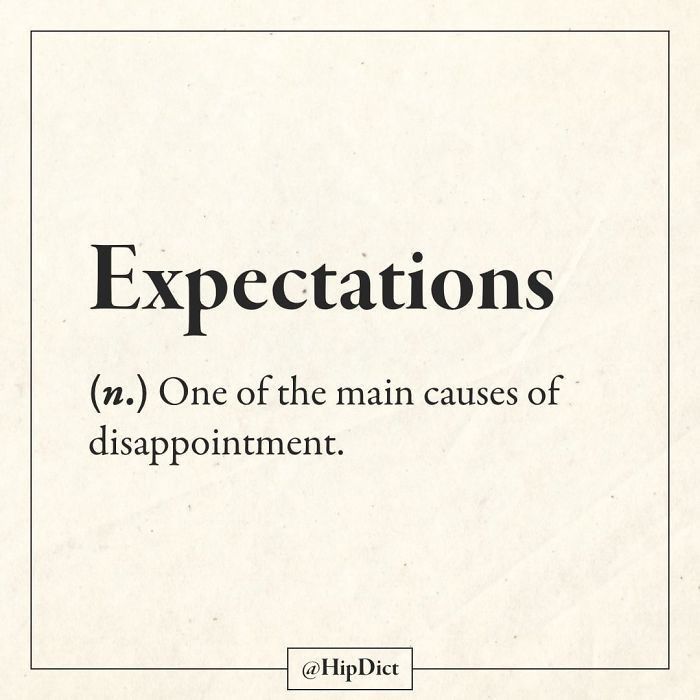 Expectations
(n.) One of the main causes of
disappointment.
@HipDict